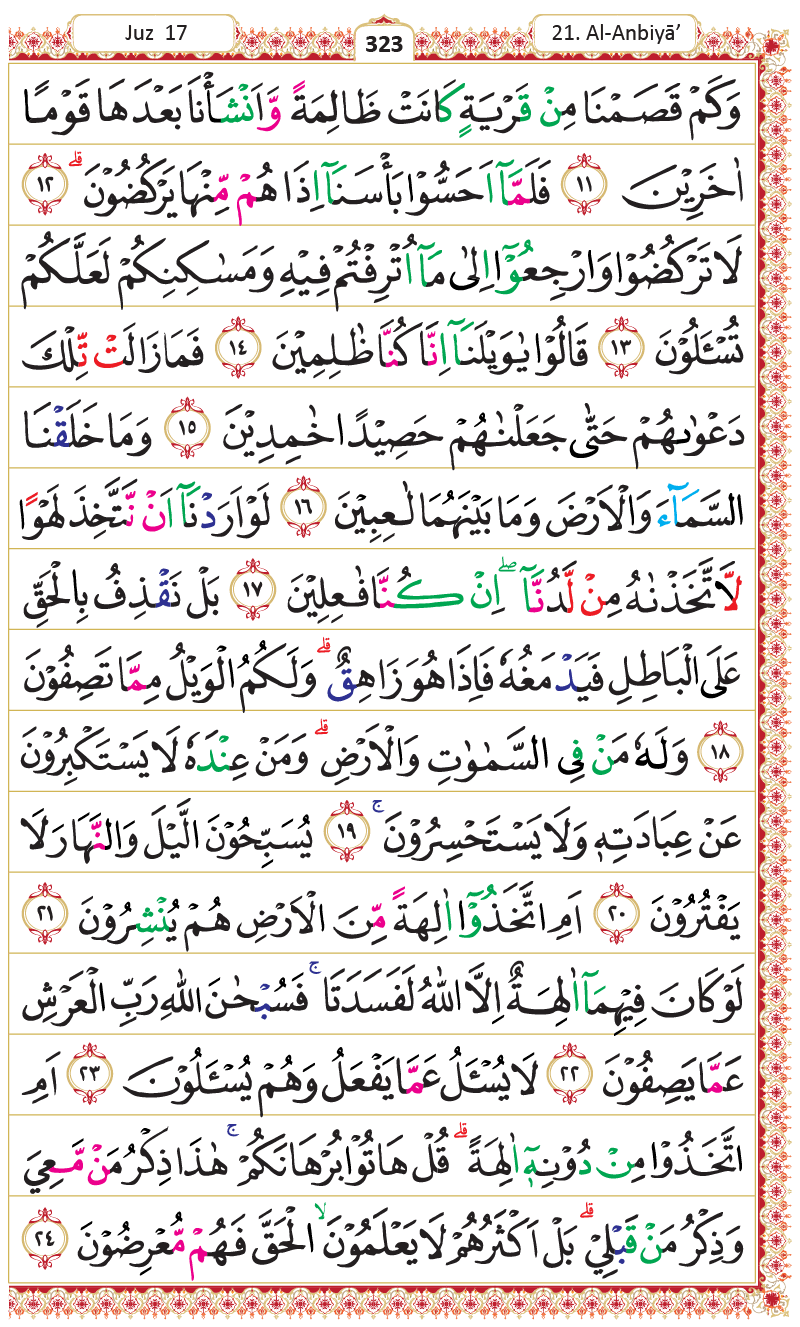 Juz 17
323
21. Al-Anbiyā’
وَكَمْ قَصَمْنَا مِنْ قَرْيَةٍ كَانَتْ ظَالِمَةً وَّاَنْشَأْنَا بَعْدَهَا قَوْمًا
اٰخَرِيْنَ ١١ فَلَمَّآ اَحَسُّوْا بَأْسَنَآ اِذَا هُمْ مِّنْهَا يَرْكُضُوْنَ ۗ ١٢
لَا تَرْكُضُوْا وَارْجِعُوْٓا اِلٰى مَآ اُتْرِفْتُمْ فِيْهِ وَمَسٰكِنِكُمْ لَعَلَّكُمْ
تُسْـَٔلُوْنَ ١٣ قَالُوْا يٰوَيْلَنَآ اِنَّا كُنَّا ظٰلِمِيْنَ ١٤ فَمَا زَالَتْ تِّلْكَ
دَعْوٰىهُمْ حَتّٰى جَعَلْنٰهُمْ حَصِيْدًا خٰمِدِيْنَ ١٥ وَمَا خَلَقْنَا
السَّمَآءَ وَالْاَرْضَ وَمَا بَيْنَهُمَا لٰعِبِيْنَ ١٦ لَوْ اَرَدْنَآ اَنْ نَّتَّخِذَ لَهْوًا
لَّاتَّخَذْنٰهُ مِنْ لَّدُنَّآ ۖ اِنْ كُنَّا فٰعِلِيْنَ ١٧ بَلْ نَقْذِفُ بِالْحَقِّ
عَلَى الْبَاطِلِ فَيَدْمَغُهٗ فَاِذَا هُوَ زَاهِقٌ ۗ وَلَكُمُ الْوَيْلُ مِمَّا تَصِفُوْنَ
١٨ وَلَهٗ مَنْ فِى السَّمٰوٰتِ وَالْاَرْضِ ۗ وَمَنْ عِنْدَهٗ لَا يَسْتَكْبِرُوْنَ
عَنْ عِبَادَتِهٖ وَلَا يَسْتَحْسِرُوْنَ ۚ ١٩ يُسَبِّحُوْنَ الَّيْلَ وَالنَّهَارَ لَا
يَفْتُرُوْنَ ٢٠ اَمِ اتَّخَذُوْٓا اٰلِهَةً مِّنَ الْاَرْضِ هُمْ يُنْشِرُوْنَ ٢١
لَوْ كَانَ فِيْهِمَآ اٰلِهَةٌ اِلَّا اللّٰهُ لَفَسَدَتَا ۚ فَسُبْحٰنَ اللّٰهِ رَبِّ الْعَرْشِ
عَمَّا يَصِفُوْنَ ٢٢ لَا يُسْـَٔلُ عَمَّا يَفْعَلُ وَهُمْ يُسْـَٔلُوْنَ ٢٣ اَمِ
اتَّخَذُوْا مِنْ دُوْنِهٖٓ اٰلِهَةً ۗ قُلْ هَاتُوْا بُرْهَانَكُمْ ۚ هٰذَا ذِكْرُ مَنْ مَّعِيَ
وَذِكْرُ مَنْ قَبْلِيْ ۗ بَلْ اَكْثَرُهُمْ لَا يَعْلَمُوْنَ ۙ الْحَقَّ فَهُمْ مُّعْرِضُوْنَ ٢٤